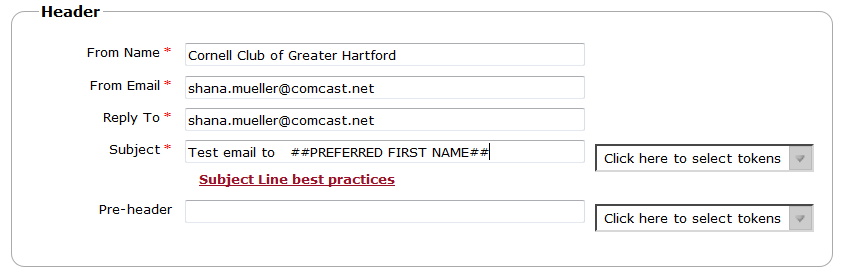 Header
From Name * Cornell Club of Greater Hartford
From Email * shana.mueller@comcast.net
Reply To * shana.mueller@comcast.net
Subject * Test email to ##PREFERRED FIRST NAME## Click here to select tokens
Subject Line best practices
Pre-header Click here to select tokens